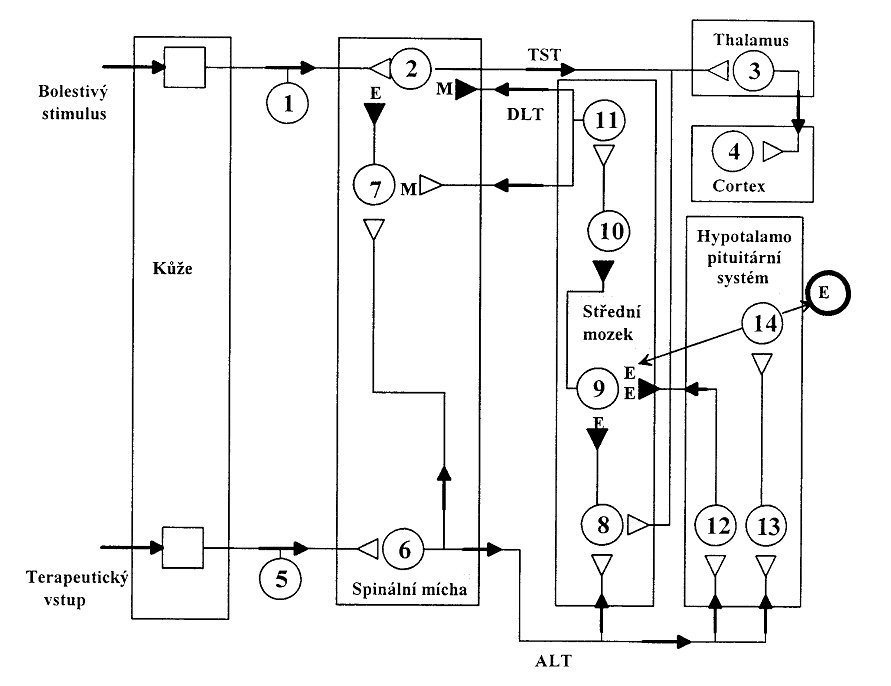 Bolestivý
stimulus
1
2
E
M
TST
DLT
Thalamus
3
4
Cortex
7
M
11
10
Kůže
Střední
mozek
Hypotalamo
pituitární
systém
14
E
9
E
E
E
8
12
13
Terapeutický
vstup
5
6
Spinální mícha
ALT